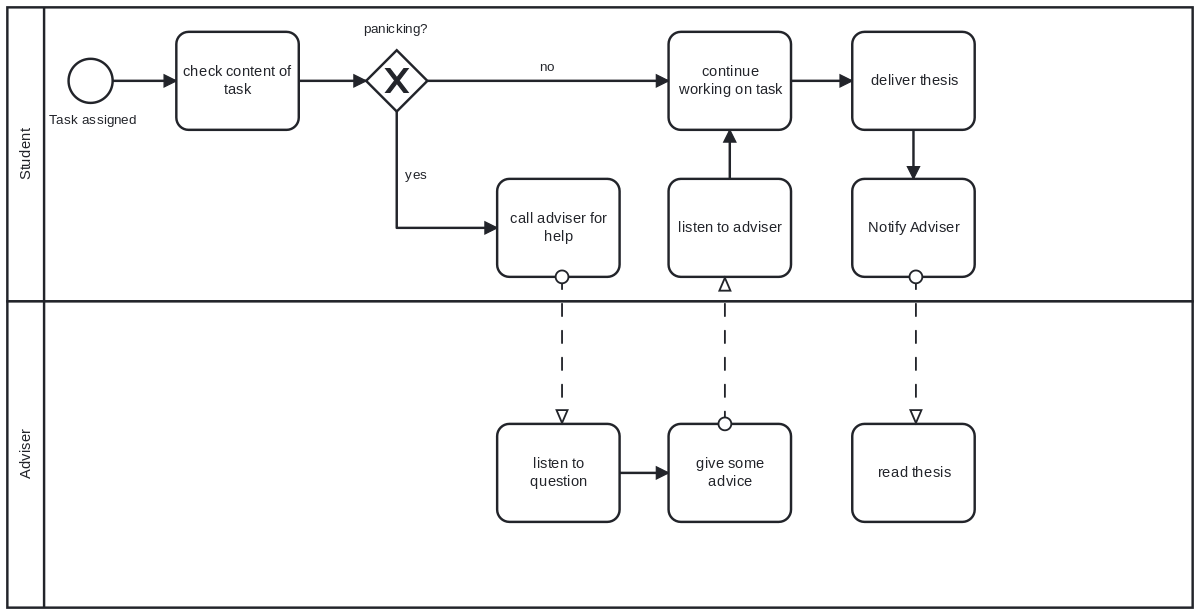 Student
panicking?
Task assigned
check content of
task
no
continue
working on task
deliver thesis
yes
call adviser for
help
listen to adviser
Notify Adviser
Adviser
listen to
question
give some
advice
read thesis